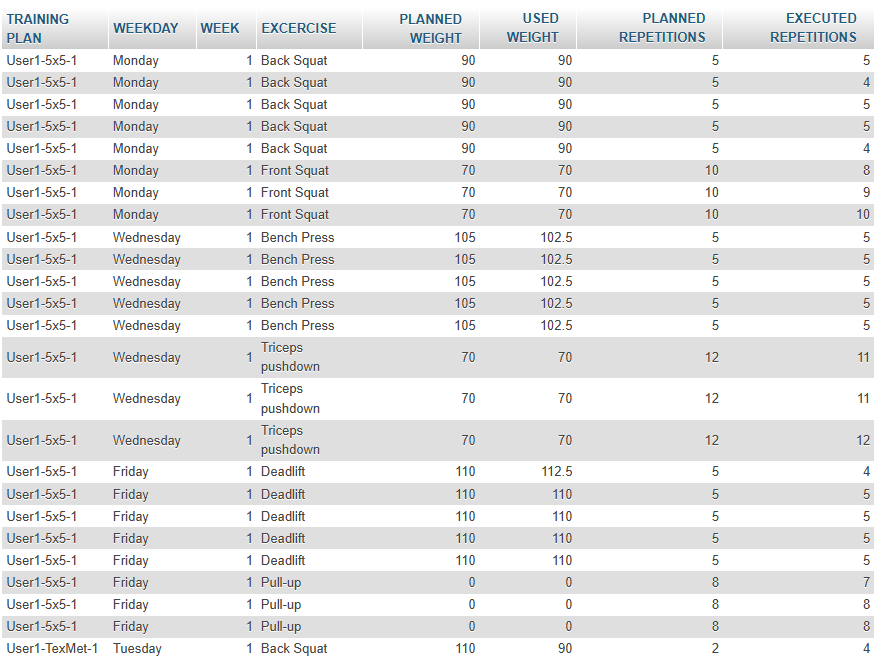 TRAINING PLAN WEEKDAY WEEK EXCERCISE PLANNED WEIGHT USED WEIGHT PLANNED REPETITIONS EXECUTED REPETITIONS
User1-5x5-1 Monday 1 Back Squat 90 90 5 5
User1-5x5-1 Monday 1 Back Squat 90 90 5 4
User1-5x5-1 Monday 1 Back Squat 90 90 5 5
User1-5x5-1 Monday 1 Back Squat 90 90 5 5
User1-5x5-1 Monday 1 Back Squat 90 90 5 4
User1-5x5-1 Monday 1 Front Squat 70 70 10 8
User1-5x5-1 Monday 1 Front Squat 70 70 10 9
User1-5x5-1 Monday 1 Front Squat 70 70 10 10
User1-5x5-1 Wednesday 1 Bench Press 105 102.5 5 5
User1-5x5-1 Wednesday 1 Bench Press 105 102.5 5 5
User1-5x5-1 Wednesday 1 Bench Press 105 102.5 5 5
User1-5x5-1 Wednesday 1 Bench Press 105 102.5 5 5
User1-5x5-1 Wednesday 1 Bench Press 105 102.5 5 5
User1-5x5-1 Wednesday 1 Triceps pushdown 70 70 12 11
User1-5x5-1 Wednesday 1 Triceps pushdown 70 70 12 11
User1-5x5-1 Wednesday 1 Triceps pushdown 70 70 12 12
User1-5x5-1 Friday 1 Deadlift 110 112.5 5 4
User1-5x5-1 Friday 1 Deadlift 110 110 5 5
User1-5x5-1 Friday 1 Deadlift 110 110 5 5
User1-5x5-1 Friday 1 Deadlift 110 110 5 5
User1-5x5-1 Friday 1 Deadlift 110 110 5 5
User1-5x5-1 Friday 1 Pull-up 0 0 8 7
User1-5x5-1 Friday 1 Pull-up 0 0 8 8
User1-5x5-1 Friday 1 Pull-up 0 0 8 8
User1-TexMet-1 Tuesday 1 Back Squat 110 90 2 4